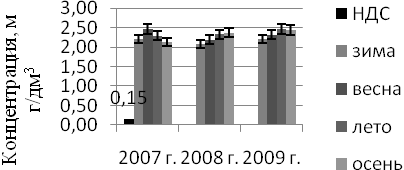 Концентрация, м
г/дм³
3,00
2,50
2,00
1,50
1,00
0,50
0,00
0,15
2007 г. 2008 г. 2009 г.
НДС
зима
весна
лето
осень